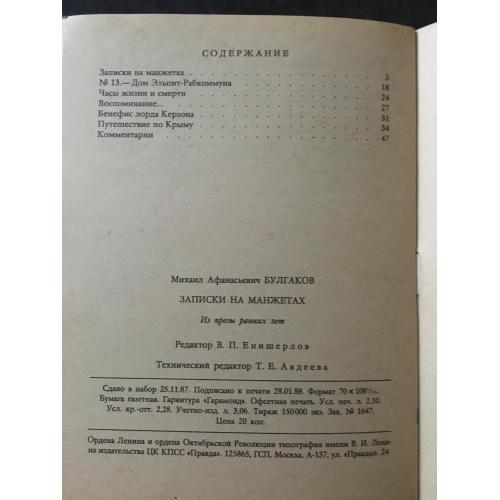 СОДЕРЖАНИЕ
Записки на манжетах . . . 3
№ 13.—Дом Эльпит-Рабкоммуна . . . 18
Часы жизни и смерти . . . 24
Воспоминание... . . . 27
Бенефис лорда Керзона . . . 31
Путешествие по Крыму . . . 34
Комментарии . . . 47
Михаил Афанасьевич БУЛГАКОВ
ЗАПИСКИ НА МАНЖЕТАХ
Из прозы ранних лет
Редактор В. П. Енишерлов
Технический редактор Т. Е. Авдеева
Сдано в набор 25.11.87. Подписано к печати 28.01.88. Формат 70 × 108¹/₃₂.
Бумага газетная. Гарнитура «Гарамонд». Офсетная печать. Усл. печ. л. 2,10.
Усл. кр.-отт. 2,28. Учетно-изд. л. 3,06. Тираж 150 000 экз. Зак. № 1647.
Цена 20 коп.
Ордена Ленина и ордена Октябрьской Революции типография имени В. И. Лени-
на издательства ЦК КПСС «Правда». 125865, ГСП, Москва, А-137, ул. «Правды», 24.